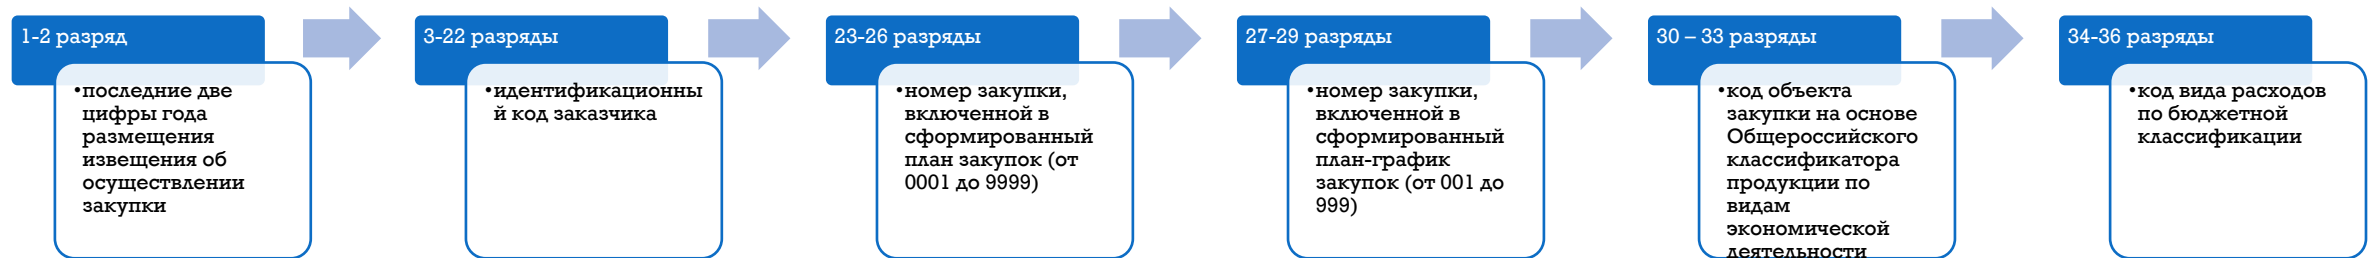 1-2 разряд
•последние две
цифры года
размещения
извещения об
осуществлении
закупки
3-22 разряды
•идентификационны
й код заказчика
23-26 разряды
•номер закупки,
включенной в
сформированный
план закупок (от
0001 до 9999)
27-29 разряды
•номер закупки,
включенной в
сформированный
план-график
закупок (от 001 до
999)
30 – 33 разряды
•код объекта
закупки на основе
Общероссийского
классификатора
продукции по
видам
экономической
деятельности
34-36 разряды
•код вида расходов
по бюджетной
классификации